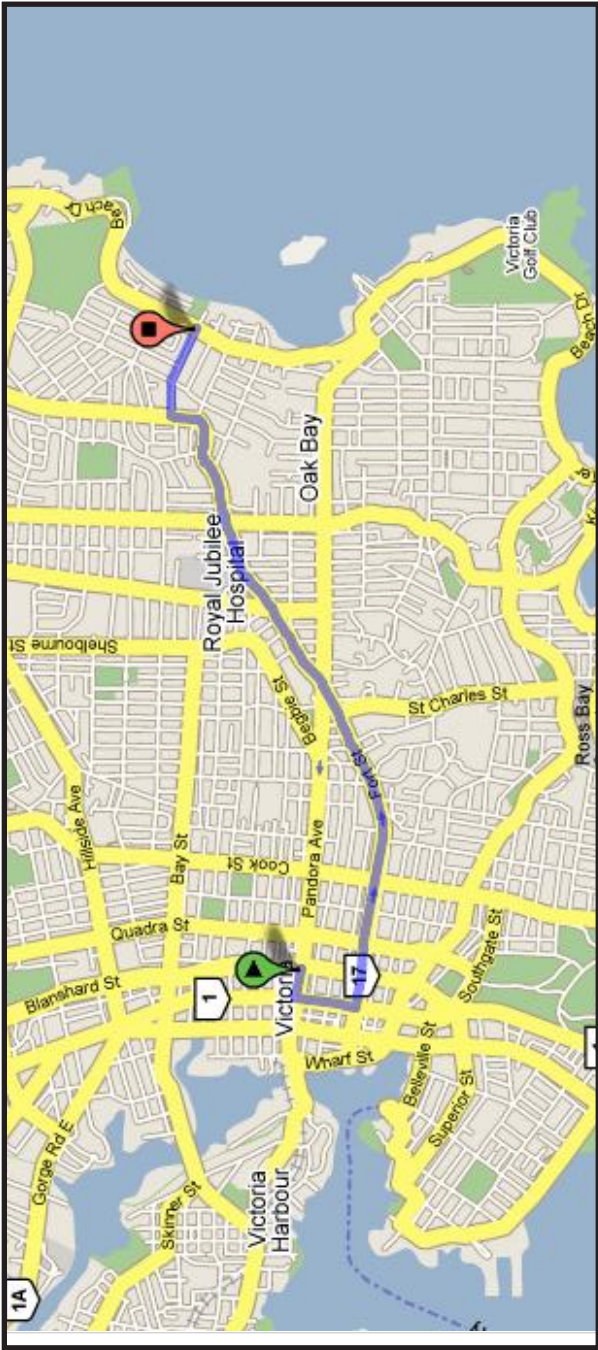 Beach Dr
Victoria
Golf Club
Beach Dr
Oak Bay
Royal Jubilee
Hospital
Shelbourne St
Begbie St
St Charles St
Ross Bay
Fort St
Hillside Ave
Pandora Ave
Bay St
Cook St
Quadra St
Southgate St
Blanshard St
1
Victoria
17
Wharf St
Belleville St
Superior St
Gorge Rd E
Skinner St
Victoria
Harbour
1A